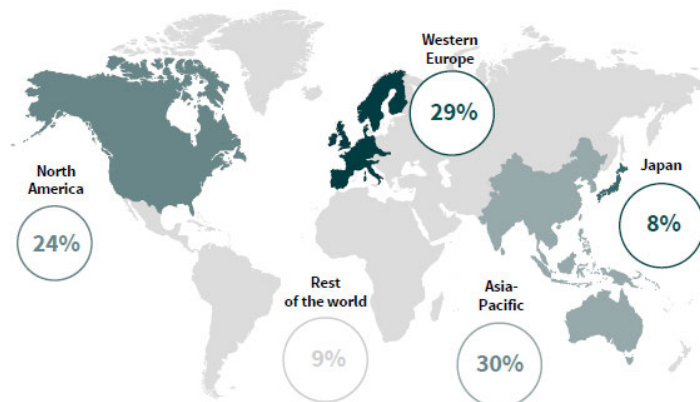 Western
Europe
29%
North
America
24%
Japan
8%
Rest
of the world
9%
Asia-
Pacific
30%